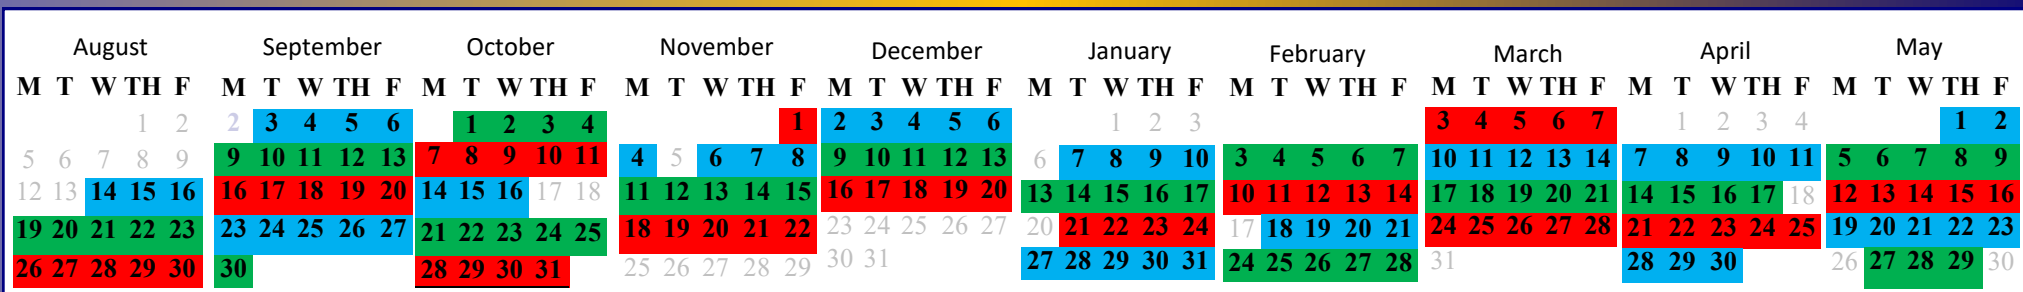 August September October November December January February March April May
M T W TH F M T W TH F M T W TH F M T W TH F M T W TH F M T W TH F M T W TH F M T W TH F M T W TH F M T W TH F
1 2 2 3 4 5 6 1 2 3 4 1 2 3 4 5 6 1 2 3 3 4 5 6 7 1 2 3 4 1 2
5 6 7 8 9 9 10 11 12 13 7 8 9 10 11 4 5 6 7 8 9 10 11 12 13 6 7 8 9 10 3 4 5 6 7 10 11 12 13 14 7 8 9 10 11 5 6 7 8 9
12 13 14 15 16 16 17 18 19 20 14 15 16 17 18 11 12 13 14 15 16 17 18 19 20 13 14 15 16 17 10 11 12 13 14 17 18 19 20 21 14 15 16 17 18 12 13 14 15 16
19 20 21 22 23 23 24 25 26 27 21 22 23 24 25 18 19 20 21 22 23 24 25 26 27 20 21 22 23 24 17 18 19 20 21 24 25 26 27 28 21 22 23 24 25 19 20 21 22 23
26 27 28 29 30 30 28 29 30 31 25 26 27 28 29 30 31 27 28 29 30 31 24 25 26 27 28 31 28 29 30 26 27 28 29 30